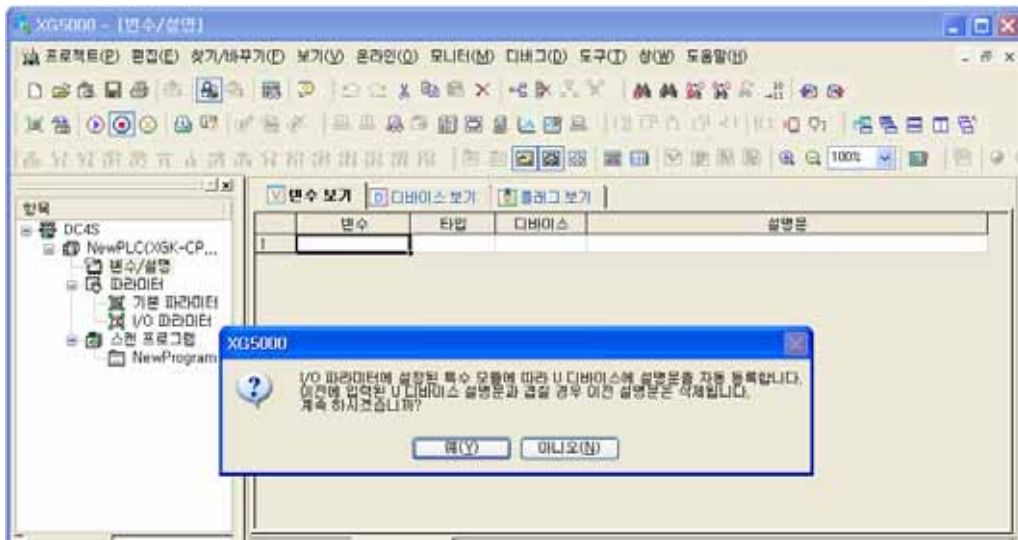 XG5000 - [변수/설명]
프로젝트(P) 편집(E) 찾기/바꾸기(F) 보기(V) 온라인(O) 모니터(M) 디버그(D) 도구(T) 창(W) 도움말(H)
100%
항목
변수 보기 디바이스 보기 플래그 보기
변수 타입 디바이스 설명문
1
DC4S
NewPLC(XGK-CP...
변수/설명
파라미터
기본 파라미터
I/O 파라미터
스캔 프로그램
NewProgram
XG5000
I/O 파라미터에 설정된 특수 모듈에 따라 U 디바이스에 설명문을 자동 등록합니다.
이전에 입력된 U 디바이스 설명문과 겹칠 경우 이전 설명문은 삭제됩니다.
계속 하시겠습니까?
예(Y) 아니오(N)